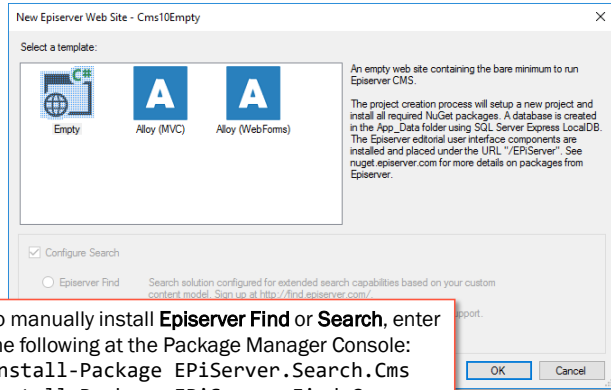 New Episerver Web Site - Cms10Empty
Select a template:
C#
Empty
A
Alloy (MVC)
A
Alloy (WebForms)
An empty web site containing the bare minimum to run
Episerver CMS.
The project creation process will setup a new project and
install all required NuGet packages. A database is created
in the App_Data folder using SQL Server Express LocalDB.
The Episerver editorial user interface components are
installed and placed under the URL "/EPiServer". See
nuget.episerver.com for more details on packages from
Episerver.
Configure Search
Episerver Find
Search solution configured for extended search capabilities based on your custom
content model. Sign up at http://find.episerver.com/.
pport.
manually install Episerver Find or Search, enter
e following at the Package Manager Console:
nstall-Package EPiServer.Search.Cms
OK
Cancel